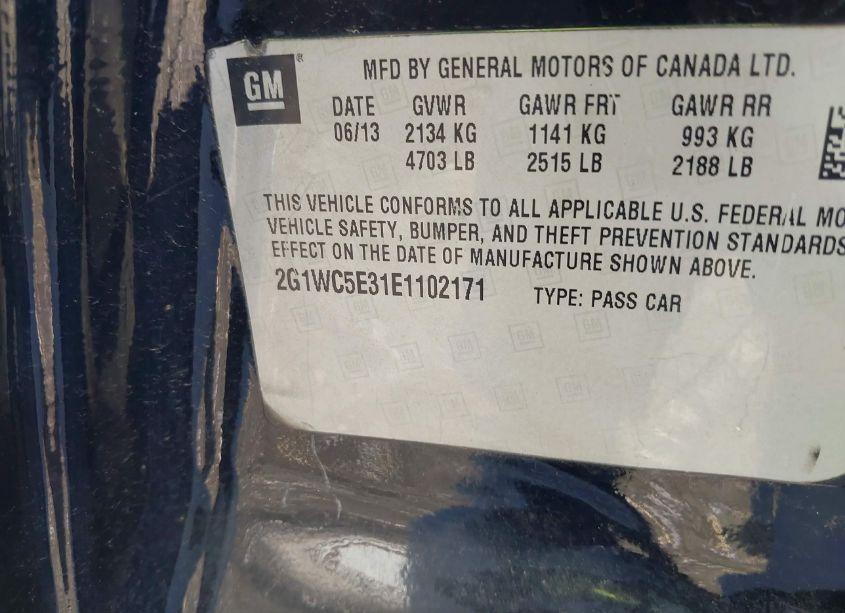 GM
MFD BY GENERAL MOTORS OF CANADA LTD.
DATE GVWR GAWR FRT GAWR RR
06/13 2134 KG 1141 KG 993 KG
4703 LB 2515 LB 2188 LB
THIS VEHICLE CONFORMS TO ALL APPLICABLE U.S. FEDERAL MO
VEHICLE SAFETY, BUMPER, AND THEFT PREVENTION STANDARDS
EFFECT ON THE DATE OF MANUFACTURE SHOWN ABOVE.
2G1WC5E31E1102171 TYPE: PASS CAR